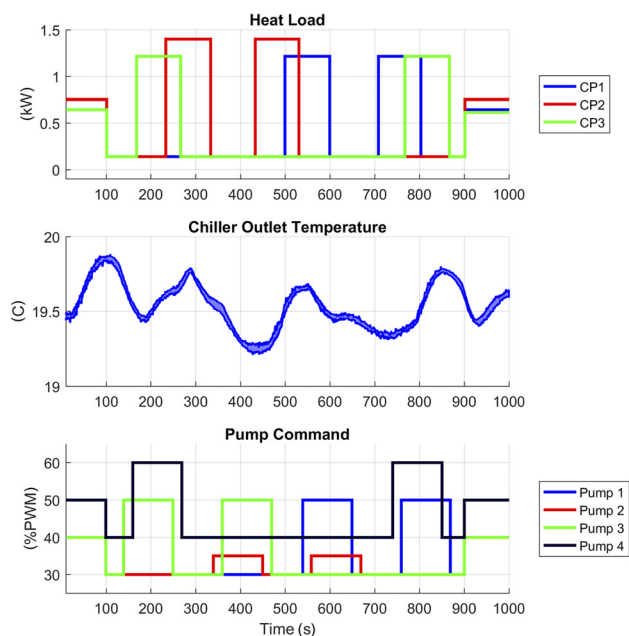 Heat Load
(kW)
1.5
1
0.5
0
100 200 300 400 500 600 700 800 900 1000
CP1
CP2
CP3
Chiller Outlet Temperature
(C)
20
19.5
19
100 200 300 400 500 600 700 800 900 1000
Pump Command
(%PWM)
60
50
40
30
100 200 300 400 500 600 700 800 900 1000
Time (s)
Pump 1
Pump 2
Pump 3
Pump 4